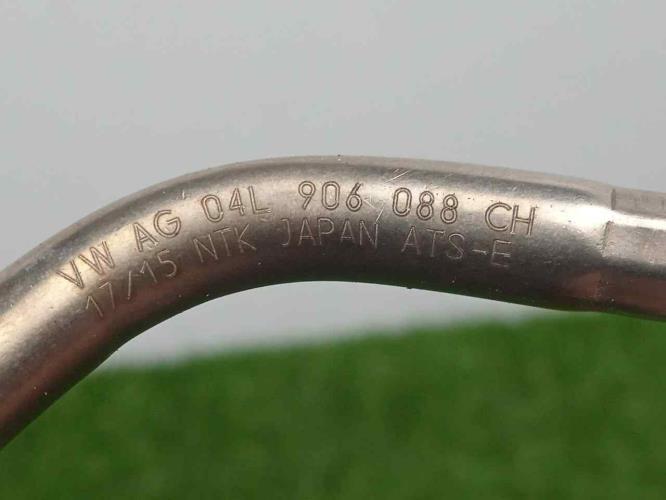 VW AG 04L 906 088 CH
17/15 NTK JAPAN ATS-E